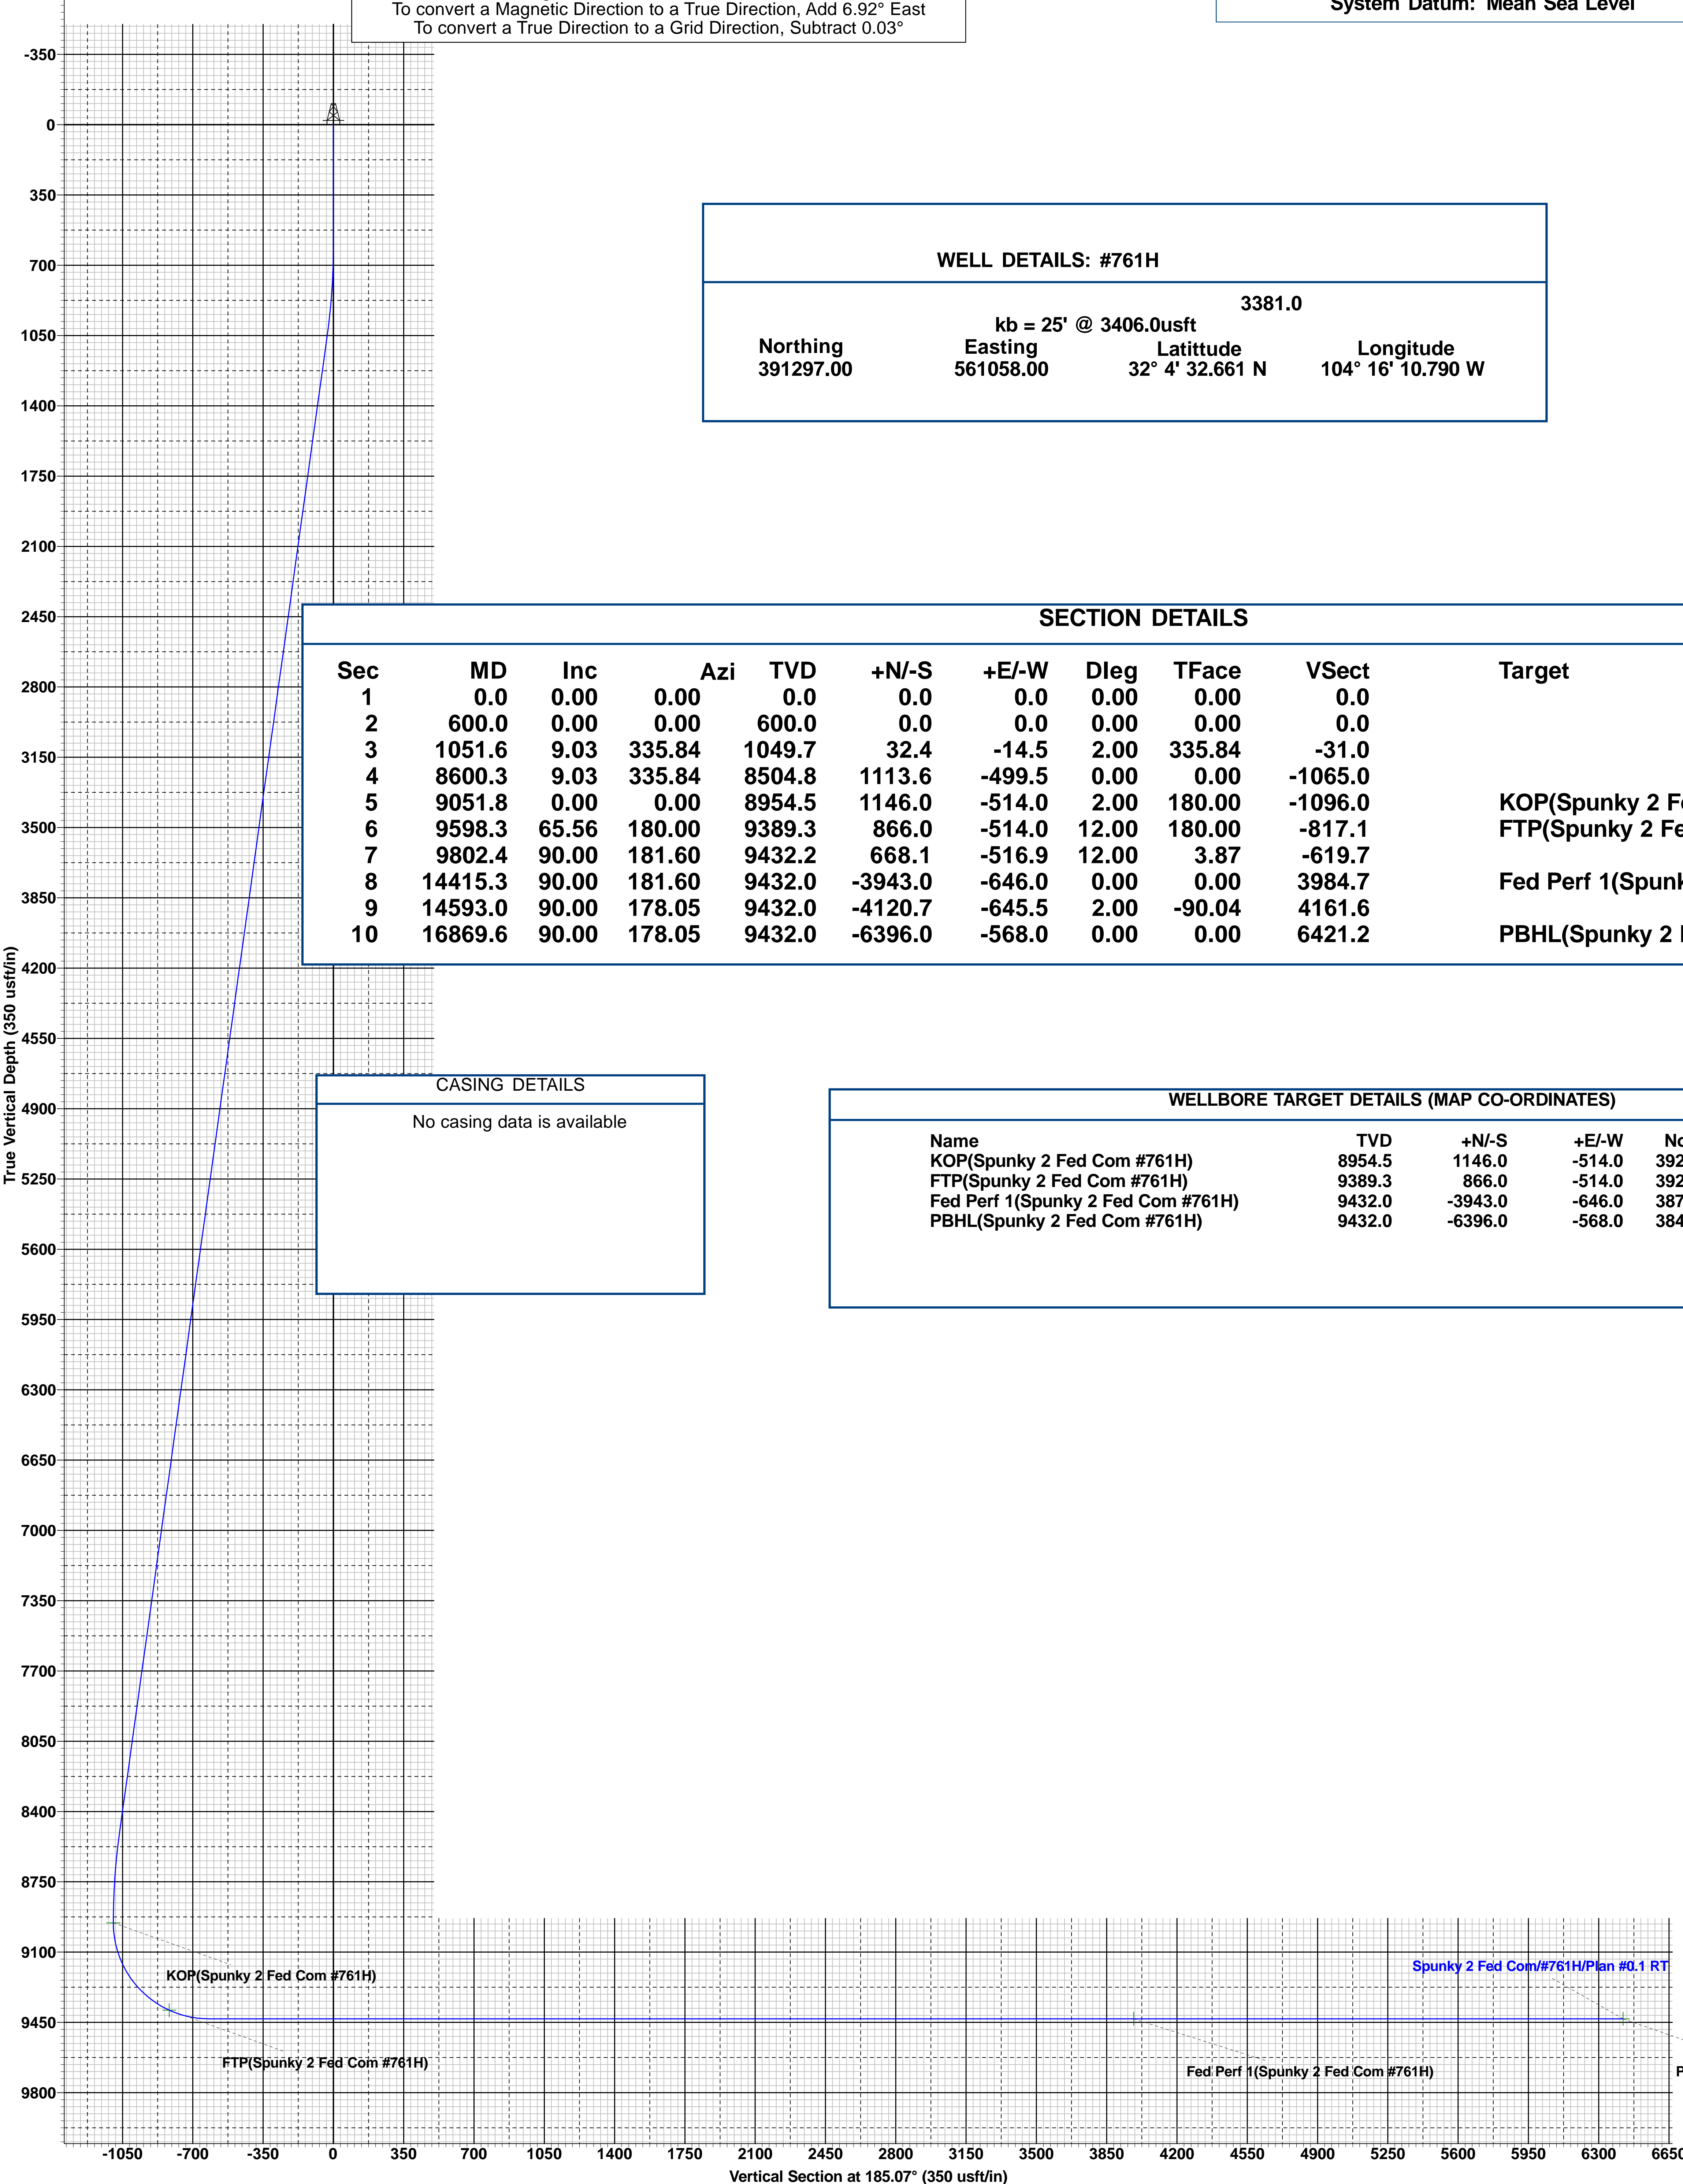 To convert a Magnetic Direction to a True Direction, Add 6.92° East
To convert a True Direction to a Grid Direction, Subtract 0.03°
System Datum: Mean Sea Level
WELL DETAILS: #761H
3381.0
kb = 25' @ 3406.0usft
Northing Easting Latittude Longitude
391297.00 561058.00 32° 4' 32.661 N 104° 16' 10.790 W
SECTION DETAILS
Sec MD Inc Azi TVD +N/-S +E/-W Dleg TFace VSect Target
1 0.0 0.00 0.00 0.0 0.0 0.0 0.00 0.00 0.0
2 600.0 0.00 0.00 600.0 0.0 0.0 0.00 0.00 0.0
3 1051.6 9.03 335.84 1049.7 32.4 -14.5 2.00 335.84 -31.0
4 8600.3 9.03 335.84 8504.8 1113.6 -499.5 0.00 0.00 -1065.0
5 9051.8 0.00 0.00 8954.5 1146.0 -514.0 2.00 180.00 -1096.0 KOP(Spunky 2
6 9598.3 65.56 180.00 9389.3 866.0 -514.0 12.00 180.00 -817.1 FTP(Spunky 2
7 9802.4 90.00 181.60 9432.2 668.1 -516.9 12.00 3.87 -619.7
8 14415.3 90.00 181.60 9432.0 -3943.0 -646.0 0.00 0.00 3984.7 Fed Perf 1
9 14593.0 90.00 178.05 9432.0 -4120.7 -645.5 2.00 -90.04 4161.6
10 16869.6 90.00 178.05 9432.0 -6396.0 -568.0 0.00 0.00 6421.2 PBHL(Spunky 2
CASING DETAILS
No casing data is available
WELLBORE TARGET DETAILS (MAP CO-ORDINATES)
Name TVD +N/-S +E/-W
KOP(Spunky 2 Fed Com #761H) 8954.5 1146.0 -514.0 392
FTP(Spunky 2 Fed Com #761H) 9389.3 866.0 -514.0 392
Fed Perf 1(Spunky 2 Fed Com #761H) 9432.0 -3943.0 -646.0 387
PBHL(Spunky 2 Fed Com #761H) 9432.0 -6396.0 -568.0 384
True Vertical Depth (350 usft/in)
-350
0
350
700
1050
1400
1750
2100
2450
2800
3150
3500
3850
4200
4550
4900
5250
5600
5950
6300
6650
7000
7350
7700
8050
8400
8750
9100
9450
9800
KOP(Spunky 2 Fed Com #761H)
FTP(Spunky 2 Fed Com #761H)
Spunky 2 Fed Com/#761H/Plan #0.1 RT
Fed Perf 1(Spunky 2 Fed Com #761H)
-1050 -700 -350 0 350 700 1050 1400 1750 2100 2450 2800 3150 3500 3850 4200 4550 4900 5250 5600 5950 6300 6650
Vertical Section at 185.07° (350 usft/in)